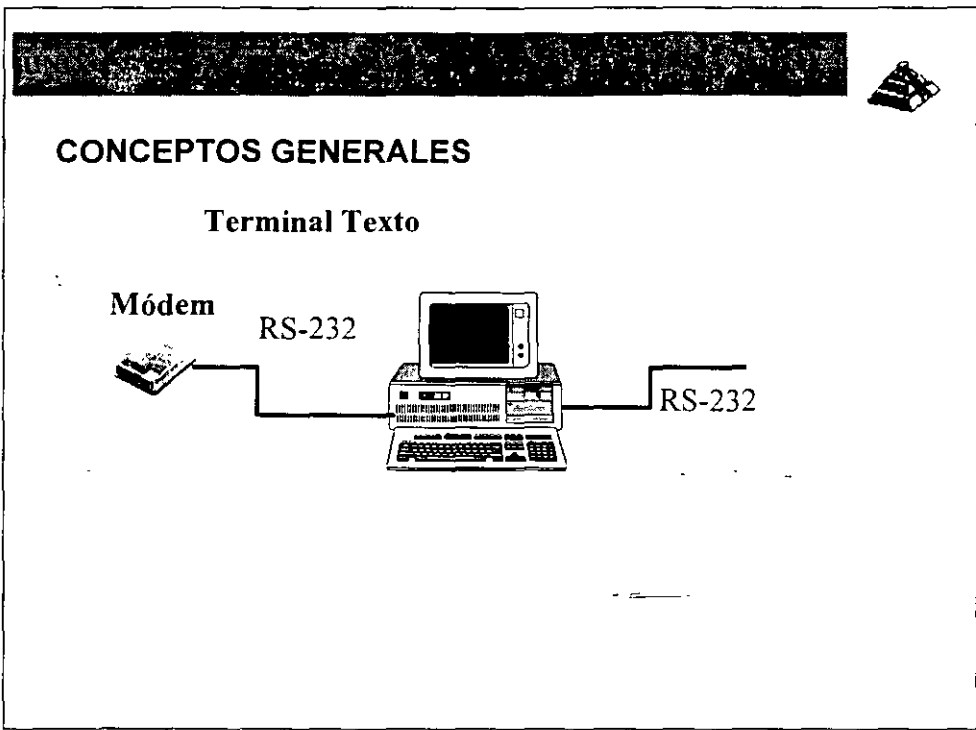 CONCEPTOS GENERALES
Terminal Texto
Módem
RS-232
RS-232